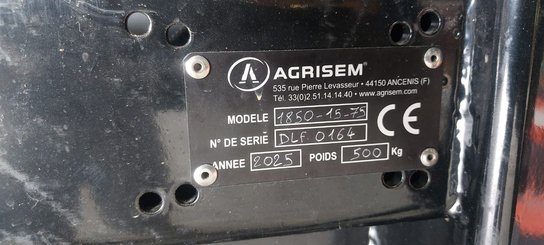 AGRISEM®
535 rue Pierre Levasseur • 44150 ANCENIS (F)
Tél. 33(0)2.51.14.14.40 • www.agrisem.com
MODELE 1850-15-75
N° DE SERIE DLF 0164
ANNEE 2025 POIDS 500 Kg
CE